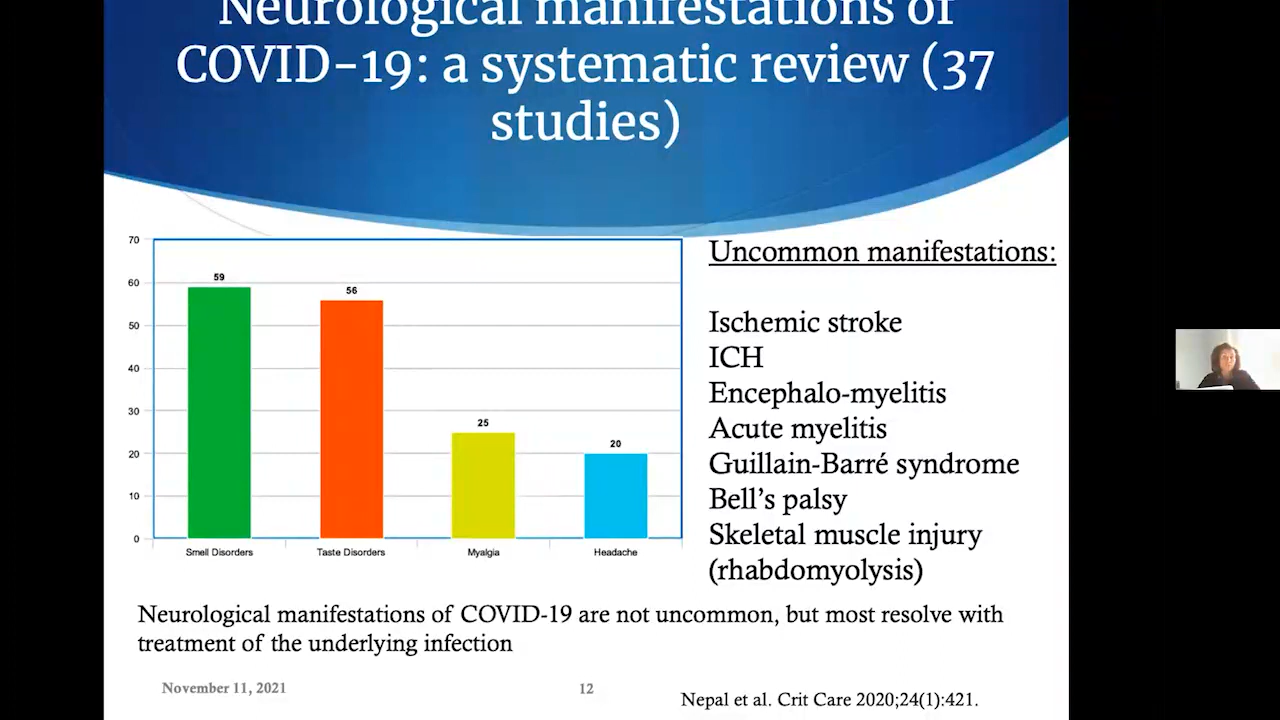 Neurological manifestations of
COVID-19: a systematic review (37
studies)
70
60
50
40
30
20
10
0
59
56
25
20
Smell Disorders
Taste Disorders
Myalgia
Headache
Uncommon manifestations:
Ischemic stroke
ICH
Encephalo-myelitis
Acute myelitis
Guillain-Barré syndrome
Bell’s palsy
Skeletal muscle injury
(rhabdomyolysis)
Neurological manifestations of COVID-19 are not uncommon, but most resolve with
treatment of the underlying infection
November 11, 2021
12
Nepal et al. Crit Care 2020;24(1):421.